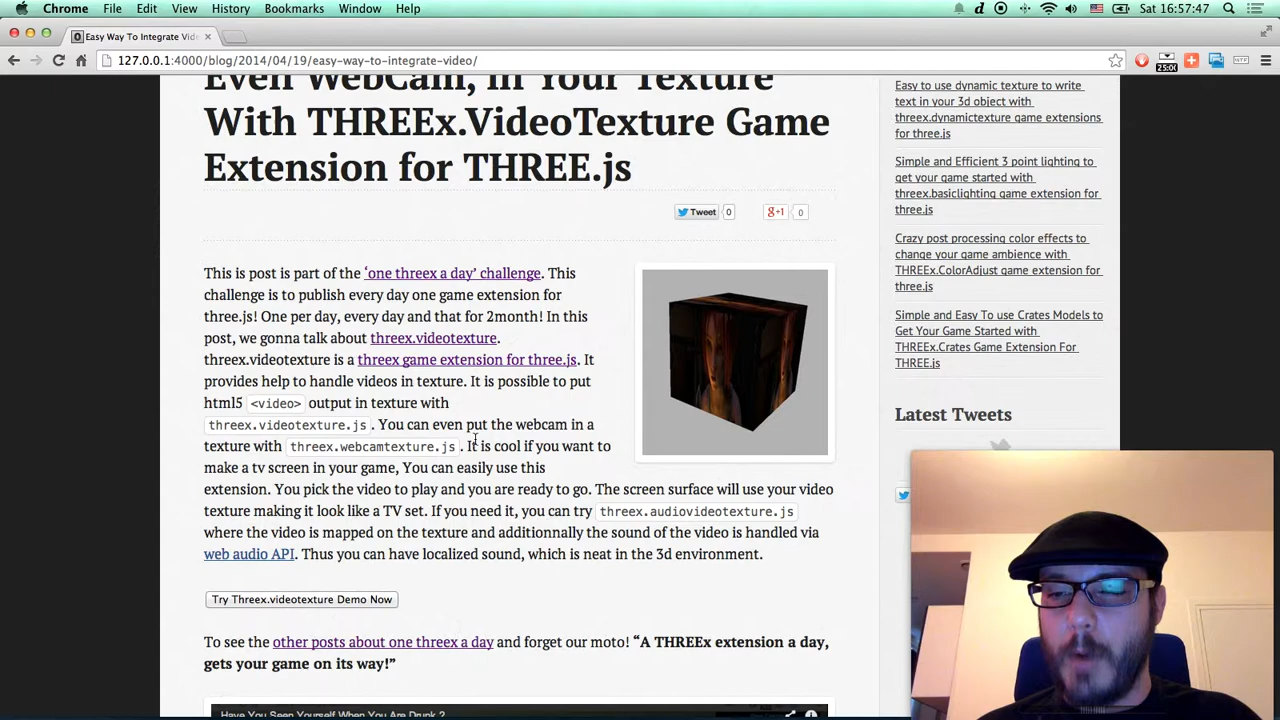 Chrome File Edit View History Bookmarks Window Help Sat 16:57:47
Easy Way To Integrate Vide
127.0.0.1:4000/blog/2014/04/19/easy-way-to-integrate-video/
25:00
Even WebCam, in Your Texture
With THREEx.VideoTexture Game
Extension for THREE.js
Tweet 0 g+1 0
This is post is part of the ‘one threex a day’ challenge. This
challenge is to publish every day one game extension for
three.js! One per day, every day and that for 2month! In this
post, we gonna talk about threex.videotexture.
threex.videotexture is a threex game extension for three.js. It
provides help to handle videos in texture. It is possible to put
html5 <video> output in texture with
threex.videotexture.js. You can even put the webcam in a
texture with threex.webcamtexture.js. It is cool if you want to
make a tv screen in your game, You can easily use this
extension. You pick the video to play and you are ready to go. The screen surface will use your video
texture making it look like a TV set. If you need it, you can try threex.audiovideotexture.js
where the video is mapped on the texture and additionnally the sound of the video is handled via
web audio API. Thus you can have localized sound, which is neat in the 3d environment.
Try Threex.videotexture Demo Now
To see the other posts about one threex a day and forget our moto! “A THREEx extension a day,
gets your game on its way!”
Have You Seen Yourself When You Are Drunk ?
Easy to use dynamic texture to write
text in your 3d object with
threex.dynamictexture game extensions
for three.js
Simple and Efficient 3 point lighting to
get your game started with
threex.basiclighting game extension for
three.js
Crazy post processing color effects to
change your game ambience with
THREEx.ColorAdjust game extension for
three.js
Simple and Easy To use Crates Models to
Get Your Game Started with
THREEx.Crates Game Extension For
THREE.js
Latest Tweets